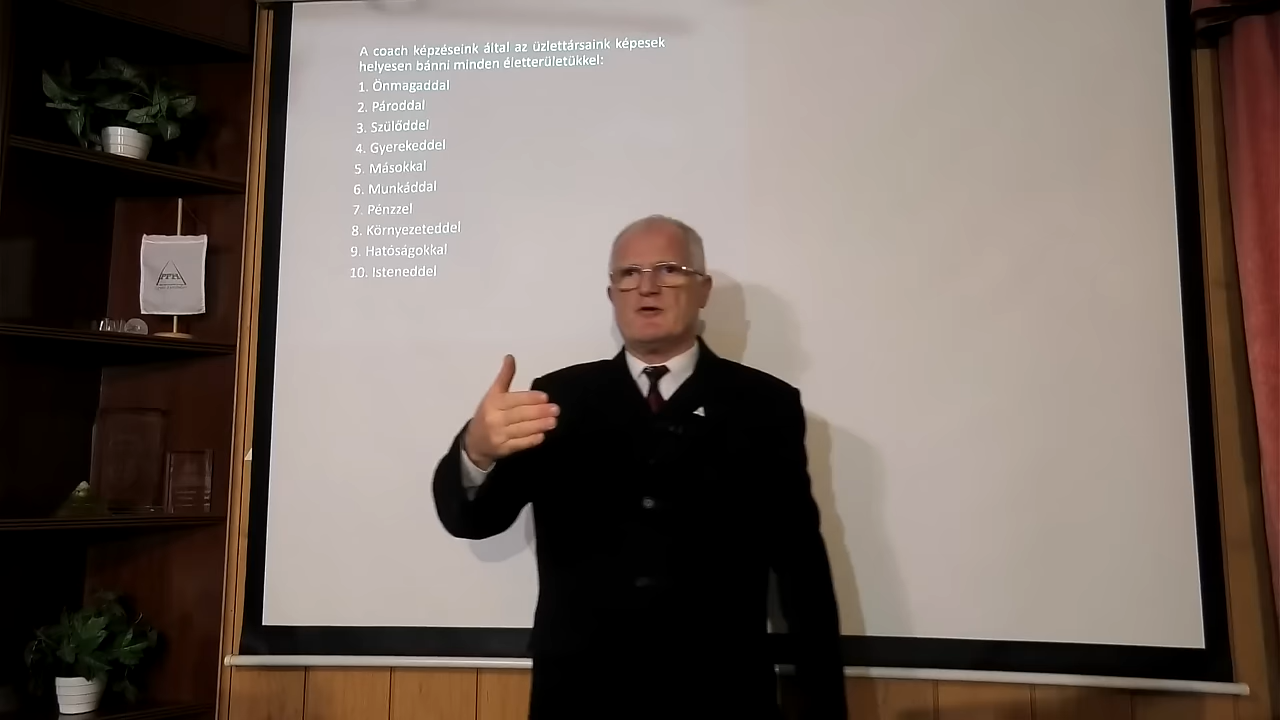 A coach képzéseink által az üzlettársaink képesek
helyesen bánni minden életterületükkel:
1. Önmagaddal
2. Pároddal
3. Szülőddel
4. Gyerekeddel
5. Másokkal
6. Munkáddal
7. Pénzzel
8. Környezeteddel
9. Hatóságokkal
10. Isteneddel